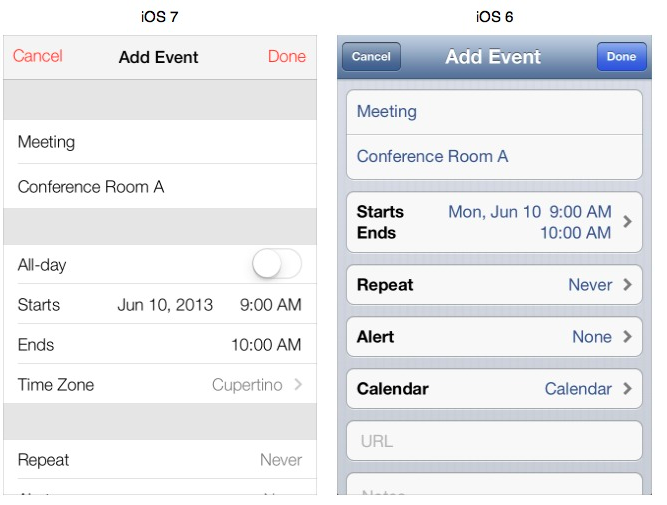 iOS 7
Cancel Add Event Done
Meeting
Conference Room A
All-day
Starts Jun 10, 2013 9:00 AM
Ends 10:00 AM
Time Zone Cupertino
Repeat Never
iOS 6
Cancel Add Event Done
Meeting
Conference Room A
Starts Mon, Jun 10 9:00 AM
Ends 10:00 AM
Repeat Never
Alert None
Calendar Calendar
URL